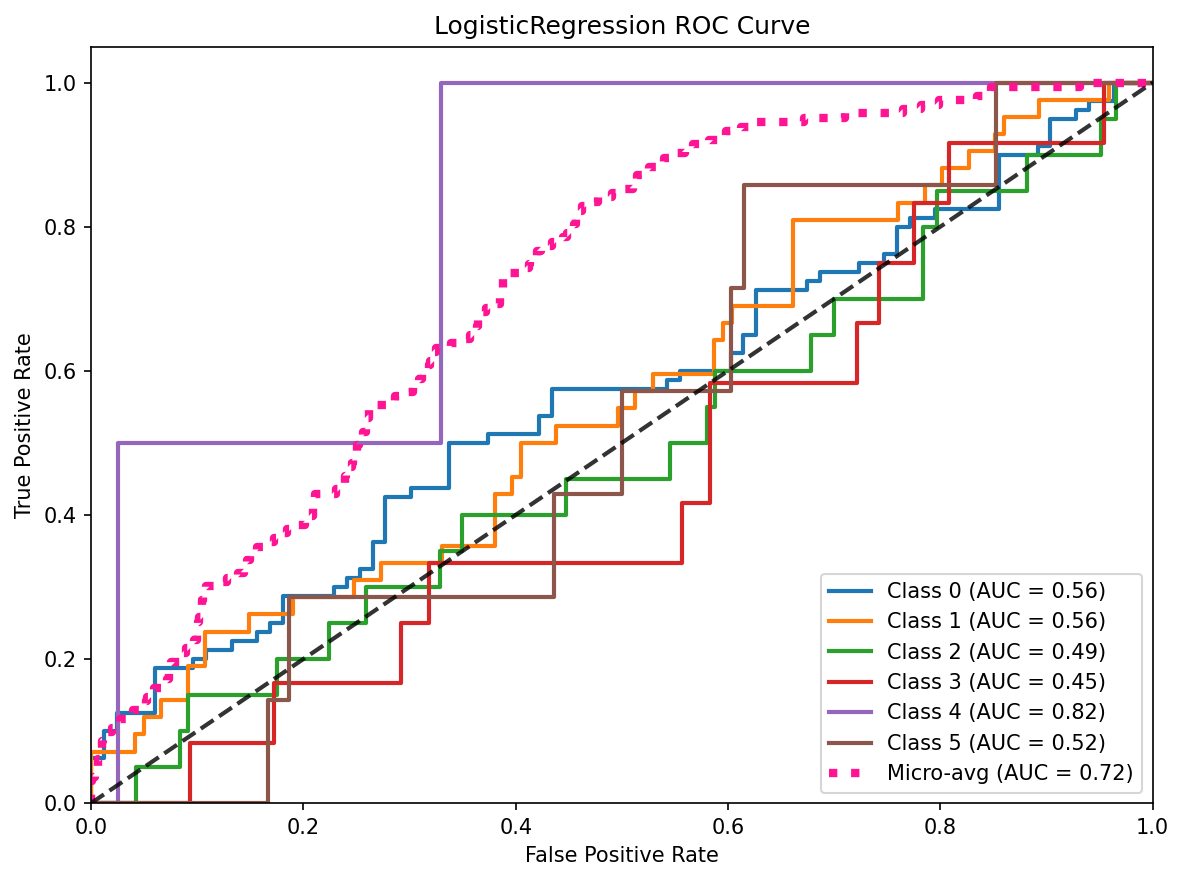 LogisticRegression ROC Curve
True Positive Rate
1.0
0.8
0.6
0.4
0.2
0.0
Class 0 (AUC = 0.56)
Class 1 (AUC = 0.56)
Class 2 (AUC = 0.49)
Class 3 (AUC = 0.45)
Class 4 (AUC = 0.82)
Class 5 (AUC = 0.52)
Micro-avg (AUC = 0.72)
0.0 0.2 0.4 0.6 0.8 1.0
False Positive Rate